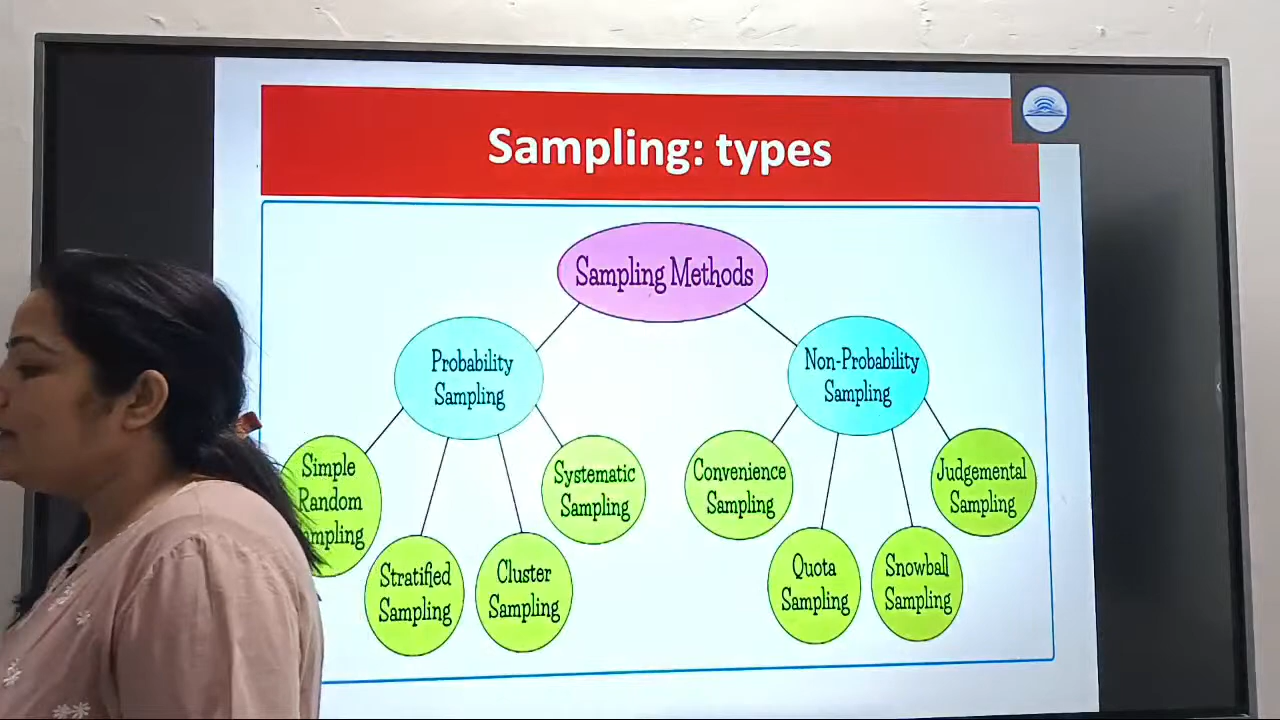 Sampling: types
Sampling Methods
Probability
Sampling
Non-Probability
Sampling
Simple
Random
Systematic
Sampling
Convenience
Sampling
Judgemental
Sampling
Stratified
Sampling
Cluster
Sampling
Quota
Sampling
Snowball
Sampling